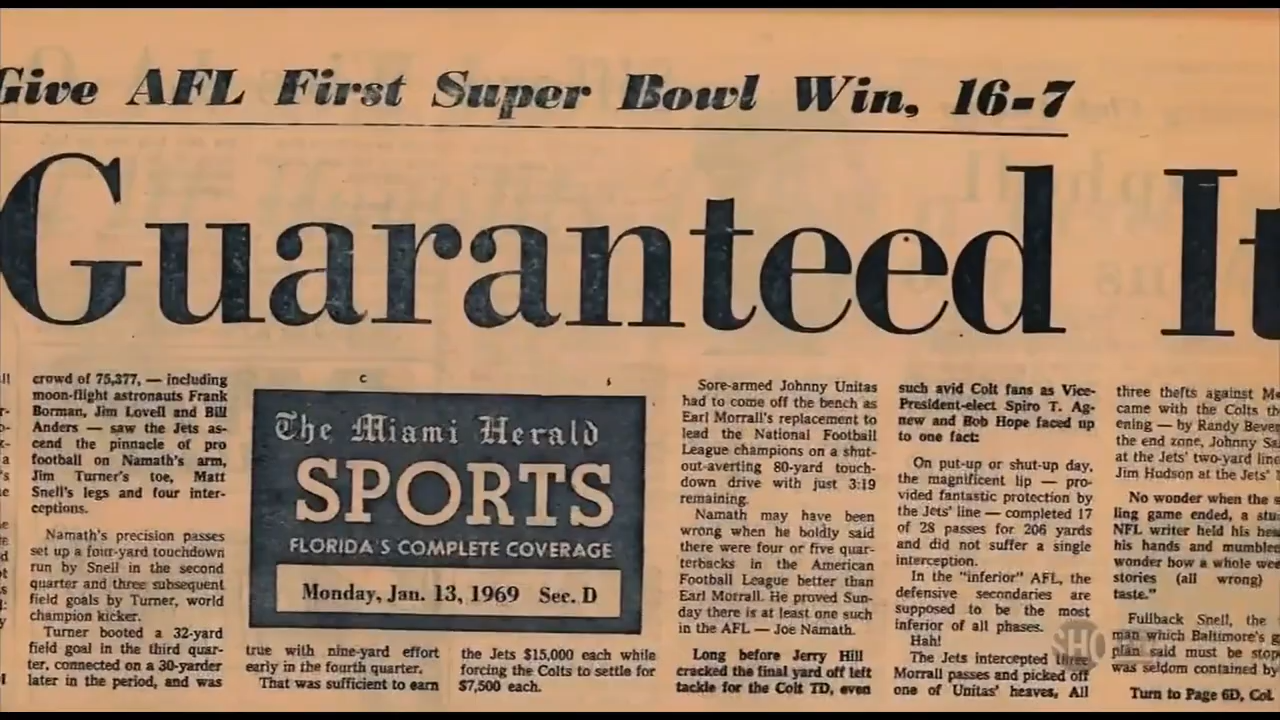 Give AFL First Super Bowl Win, 16-7
Guaranteed It
crowd of 75,377, — including
moon-flight astronauts Frank
Borman, Jim Lovell and Bill
Anders — saw the Jets as-
cend the pinnacle of pro
football on Namath's arm,
Jim Turner's toe, Matt
Snell's legs and four inter-
ceptions.
Namath's precision passes
set up a four-yard touchdown
run by Snell in the second
quarter and three subsequent
field goals by Turner, world
champion kicker.
Turner booted a 32-yard
field goal in the third quar-
ter, connected on a 30-yarder
later in the period, and was
The Miami Herald
SPORTS
FLORIDA'S COMPLETE COVERAGE
Monday, Jan. 13, 1969 Sec. D
true with nine-yard effort
early in the fourth quarter.
That was sufficient to earn
the Jets $15,000 each while
forcing the Colts to settle for
$7,500 each.
Sore-armed Johnny Unitas
had to come off the bench as
Earl Morrall's replacement to
lead the National Football
League champions on a shut-
out-averting 80-yard touch-
down drive with just 3:19
remaining.
Namath may have been
wrong when he boldly said
there were four or five quar-
terbacks in the American
Football League better than
Earl Morrall. He proved Sun-
day there is at least one such
in the AFL — Joe Namath.
Long before Jerry Hill
cracked the final yard off left
tackle for the Colt TD, even
such avid Colt fans as Vice-
President-elect Spiro T. Ag-
new and Bob Hope faced up
to one fact:
On put-up or shut-up day,
the magnificent lip — pro-
vided fantastic protection by
the Jets' line — completed 17
of 28 passes for 206 yards
and did not suffer a single
interception.
In the "inferior" AFL, the
defensive secondaries are
supposed to be the most
inferior of all phases.
Hah!
The Jets intercepted three
Morrall passes and picked off
one of Unitas' heaves, All
three thefts against
came with the Colts
ening — by Randy
the end zone, Johnny
at the Jets' two-yard line
Jim Hudson at the Jets'
No wonder when the
ling game ended, a
NFL writer held his
his hands and
wonder how a whole
stories (all wrong)
taste."
Fullback Snell, the
man which Baltimore's
plan said must be
was seldom contained by
Turn to Page 6D, Col.